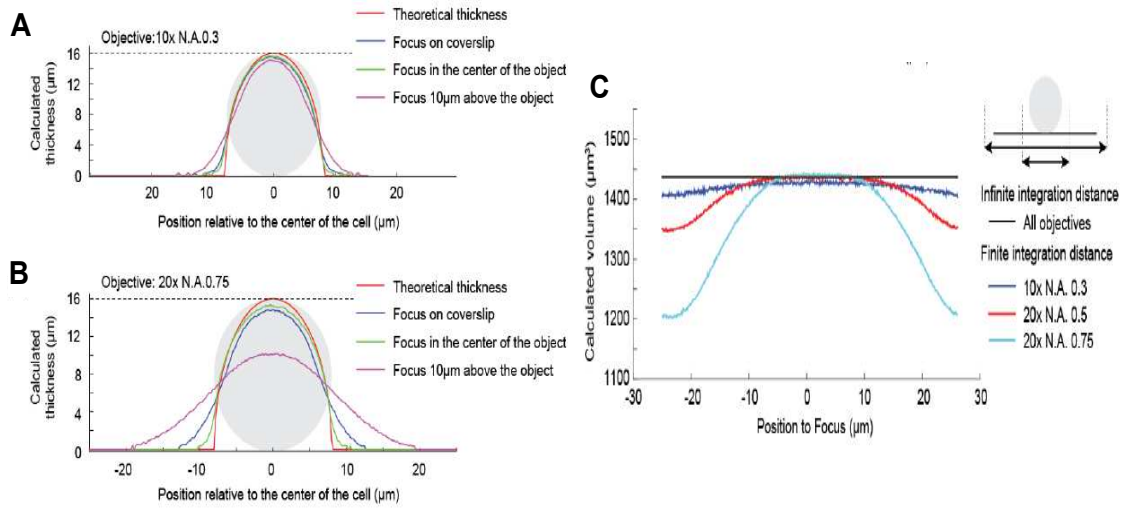 A
Objective:10x N.A.0.3
Theoretical thickness
Focus on coverslip
Focus in the center of the object
Focus 10µm above the object
Calculated
thickness (µm)
16
12
8
4
0
20
10
0
10
20
Position relative to the center of the cell (µm)
B
Objective: 20x N.A.0.75
Theoretical thickness
Focus on coverslip
Focus in the center of the object
Focus 10µm above the object
Calculated
thickness (µm)
16
12
8
4
0
-20
-10
0
10
20
Position relative to the center of the cell (µm)
C
Calculated volume (µm³)
1500
1400
1300
1200
1100
-30
-20
-10
0
10
20
30
Position to Focus (µm)
Infinite integration distance
All objectives
Finite integration distance
10x N.A. 0.3
20x N.A. 0.5
20x N.A. 0.75